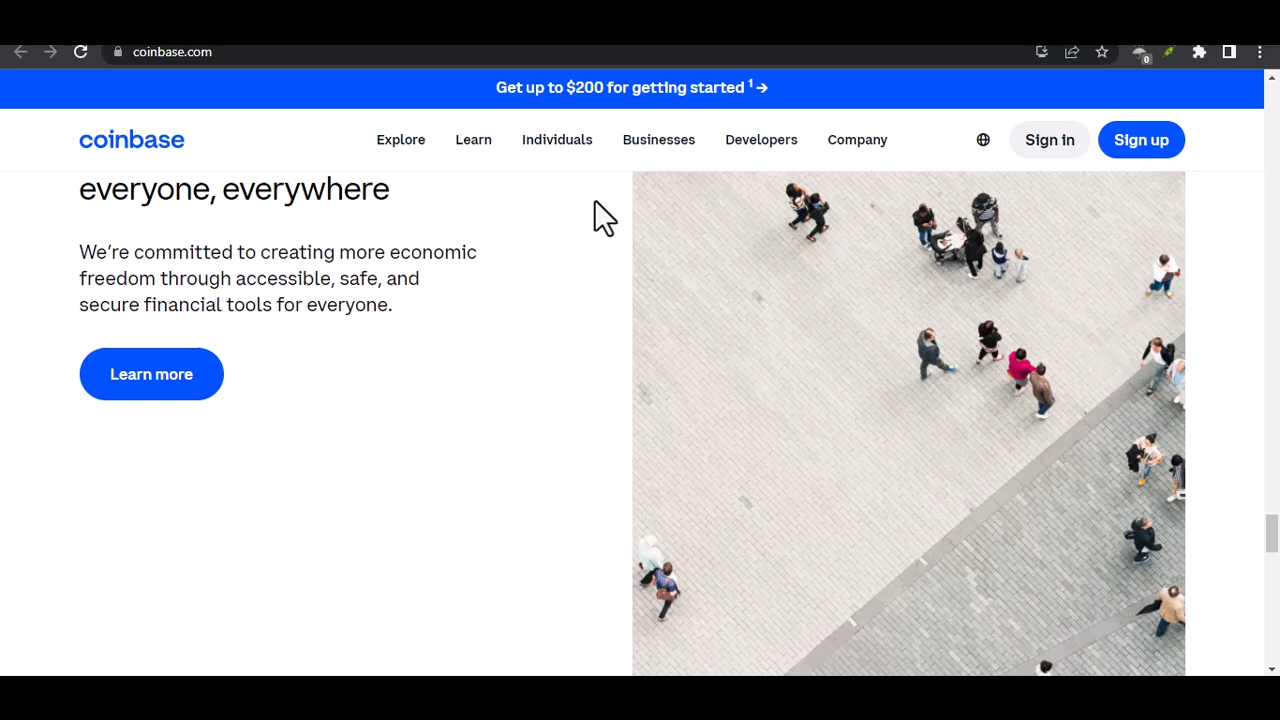 coinbase.com
0
Get up to $200 for getting started 1 →
coinbase Explore Learn Individuals Businesses Developers Company Sign in Sign up
everyone, everywhere
We’re committed to creating more economic
freedom through accessible, safe, and
secure financial tools for everyone.
Learn more